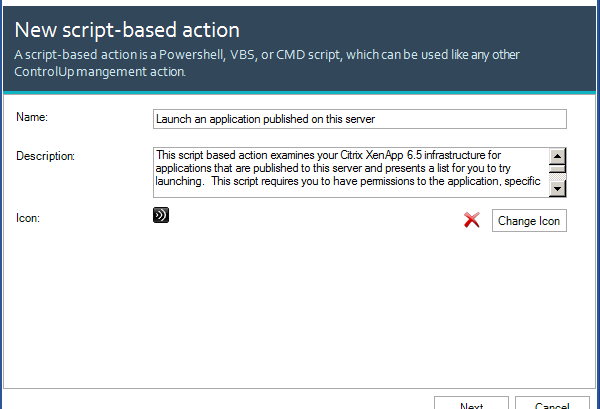 New script-based action
A script-based action is a Powershell, VBS, or CMD script, which can be used like any other
ControlUp mangement action.
Name:
Launch an application published on this server
Description:
This script based action examines your Citrix XenApp 6.5 infrastructure for
applications that are published to this server and presents a list for you to try
launching.  This script requires you to have permissions to the application, specific
Icon:
Change Icon
Next
Cancel